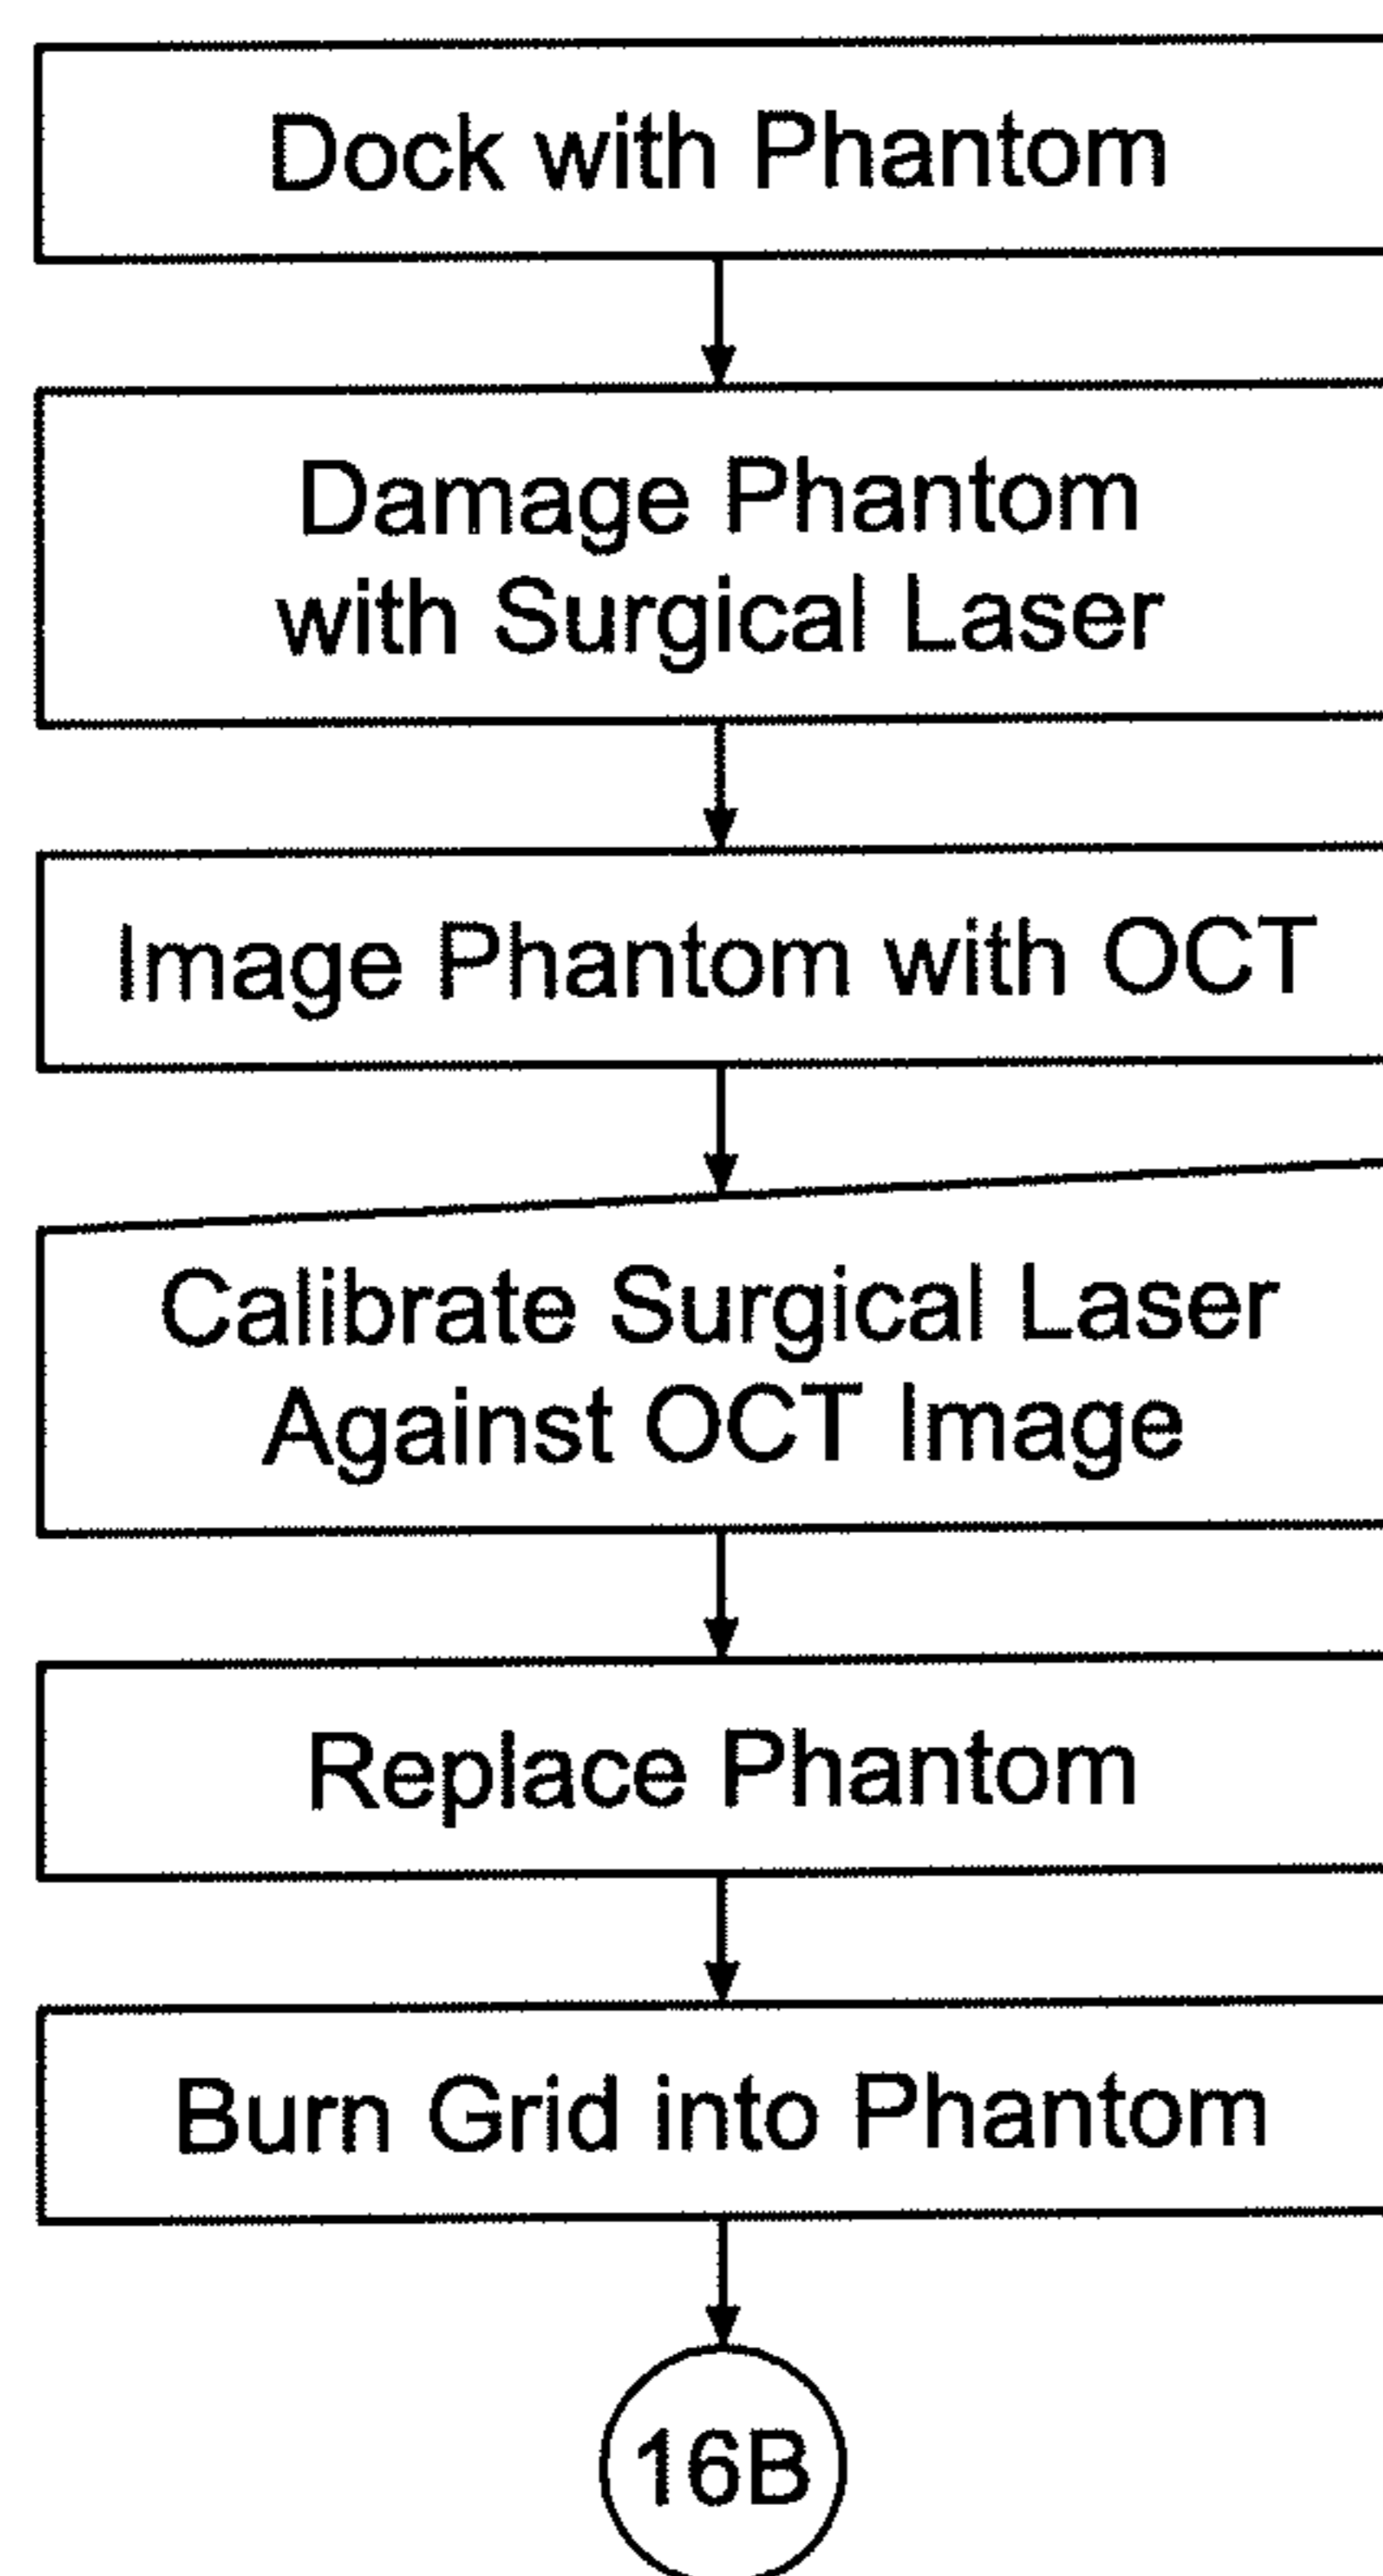 Dock with Phantom
Damage Phantom
with Surgical Laser
Image Phantom with OCT
Calibrate Surgical Laser
Against OCT Image
Replace Phantom
Burn Grid into Phantom
16B